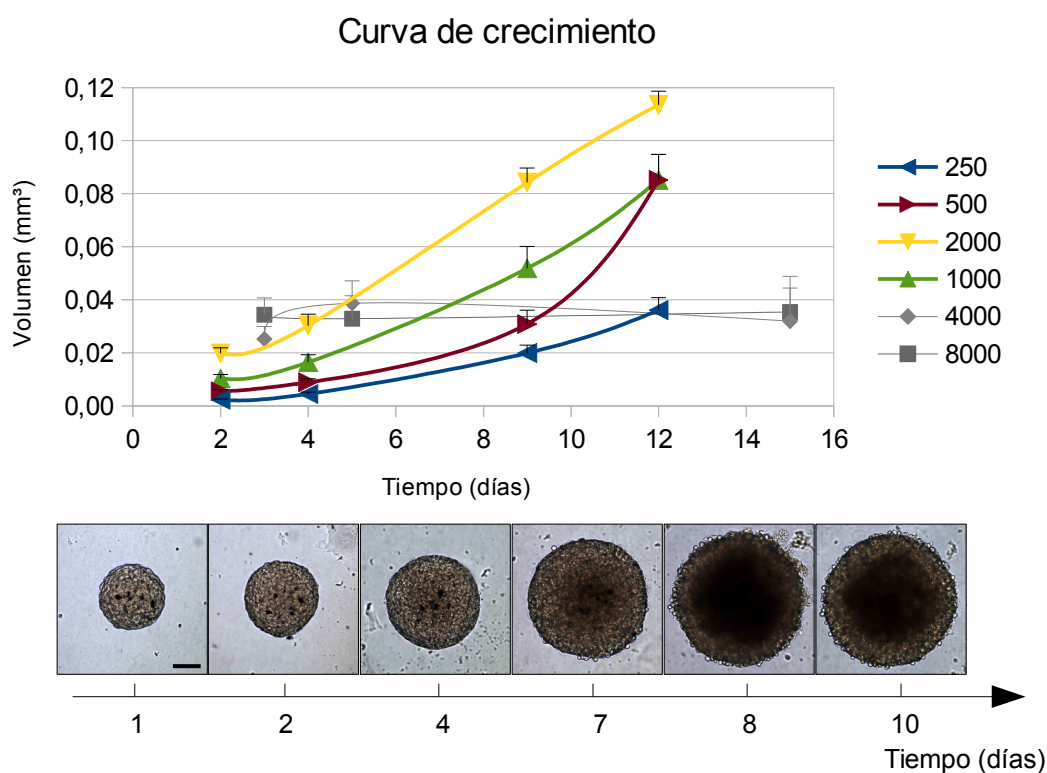 Curva de crecimiento
Volumen (mm³)
0,12
0,10
0,08
0,06
0,04
0,02
0,00
0 2 4 6 8 10 12 14 16
Tiempo (días)
250
500
2000
1000
4000
8000
1 2 4 7 8 10
Tiempo (días)